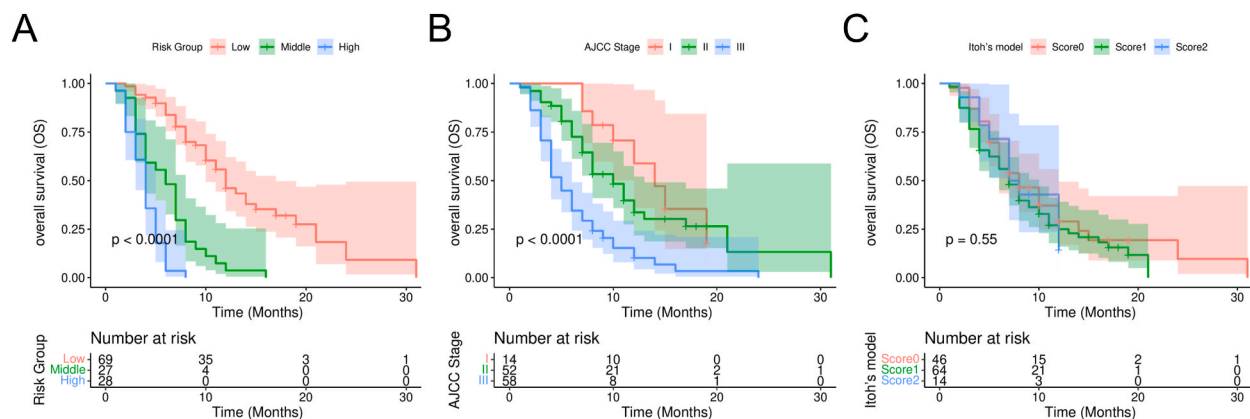 A
Risk Group Low Middle High
overall survival (OS)
1.00
0.75
0.50
0.25
0.00
p < 0.0001
0 10 20 30
Time (Months)
Number at risk
Risk Group
Low 69 35 3 1
Middle 27 4 0 0
High 28 0 0 0
0 10 20 30
Time (Months)
B
AJCC Stage I II III
overall survival (OS)
1.00
0.75
0.50
0.25
0.00
p < 0.0001
0 10 20 30
Time (Months)
Number at risk
AJCC Stage
I 14 10 0 0
II 52 21 2 1
III 58 8 1 0
0 10 20 30
Time (Months)
C
Itoh's model Score0 Score1 Score2
overall survival (OS)
1.00
0.75
0.50
0.25
0.00
p = 0.55
0 10 20 30
Time (Months)
Number at risk
Itoh's model
Score0 46 15 2 1
Score1 64 21 1 0
Score2 14 3 0 0
0 10 20 30
Time (Months)